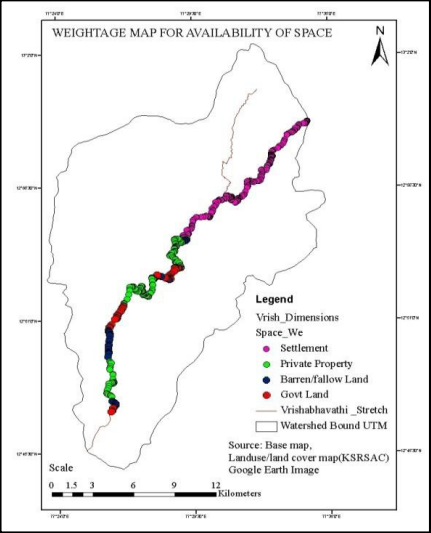 WEIGHTAGE MAP FOR AVAILABILITY OF SPACE
N
Legend
Vrish_Dimensions
Space_We
Settlement
Private Property
Barren/fallow Land
Govt Land
Vrishabhavathi _Stretch
Watershed Bound UTM
Source: Base map,
Landuse/land cover map(KSRSAC)
Google Earth Image
Scale
0 1.5 3 6 9 12
Kilometers